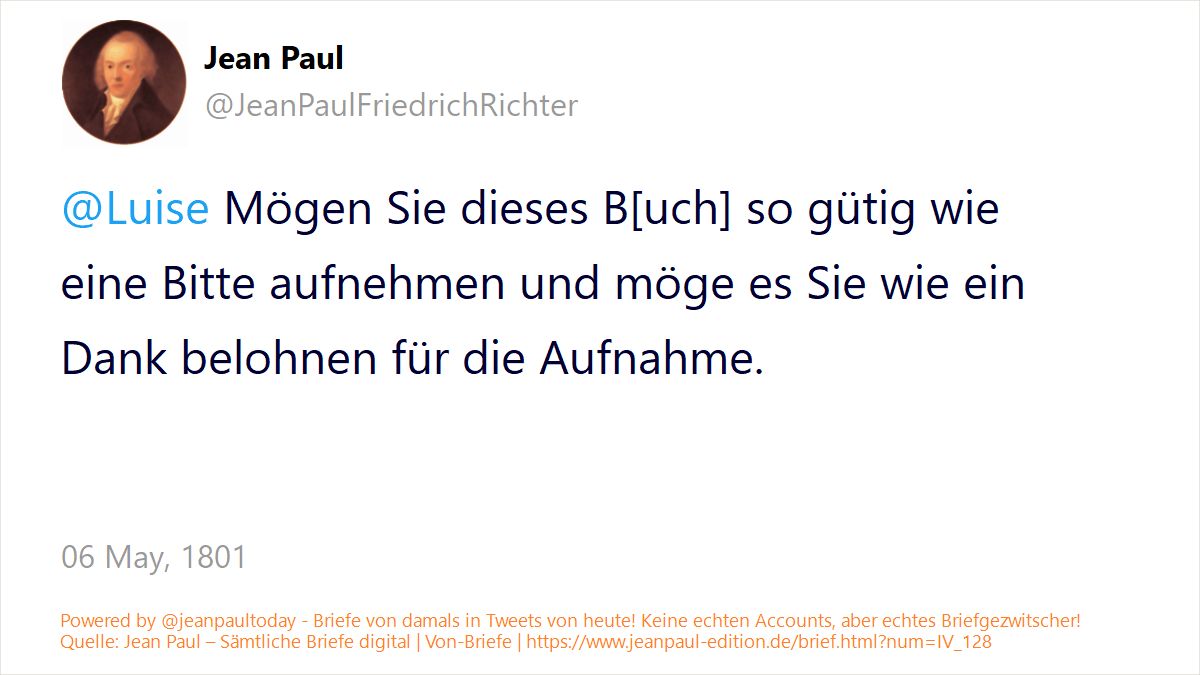 Jean Paul
@JeanPaulFriedrichRichter
@Luise Mögen Sie dieses B[uch] so gütig wie
eine Bitte aufnehmen und möge es Sie wie ein
Dank belohnen für die Aufnahme.
06 May, 1801
Powered by @jeanpaultoday - Briefe von damals in Tweets von heute! Keine echten Accounts, aber echtes Briefgezwitscher!
Quelle: Jean Paul – Sämtliche Briefe digital | Von-Briefe | https://www.jeanpaul-edition.de/brief.html?num=IV_128